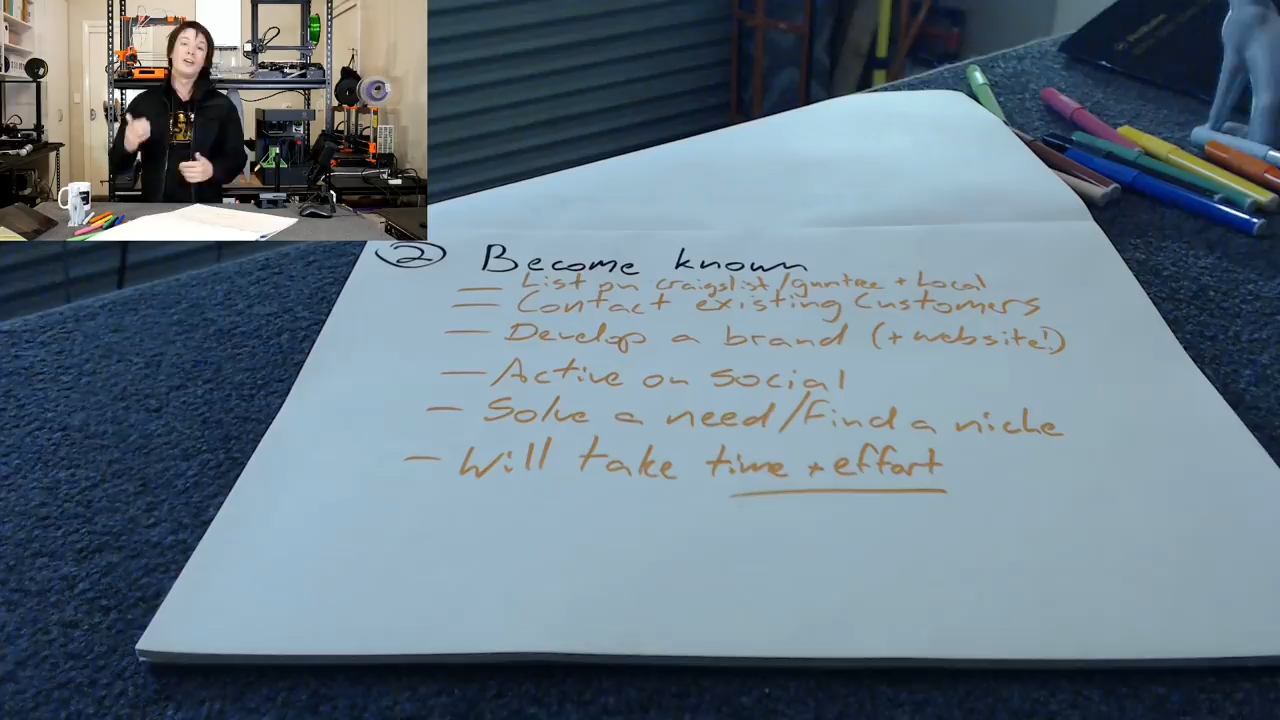 ② Become known
- List on craigslist/gumtree + Local
- Contact existing customers
- Develop a brand (+website!)
- Active on social
- Solve a need/Find a niche
- Will take time + effort